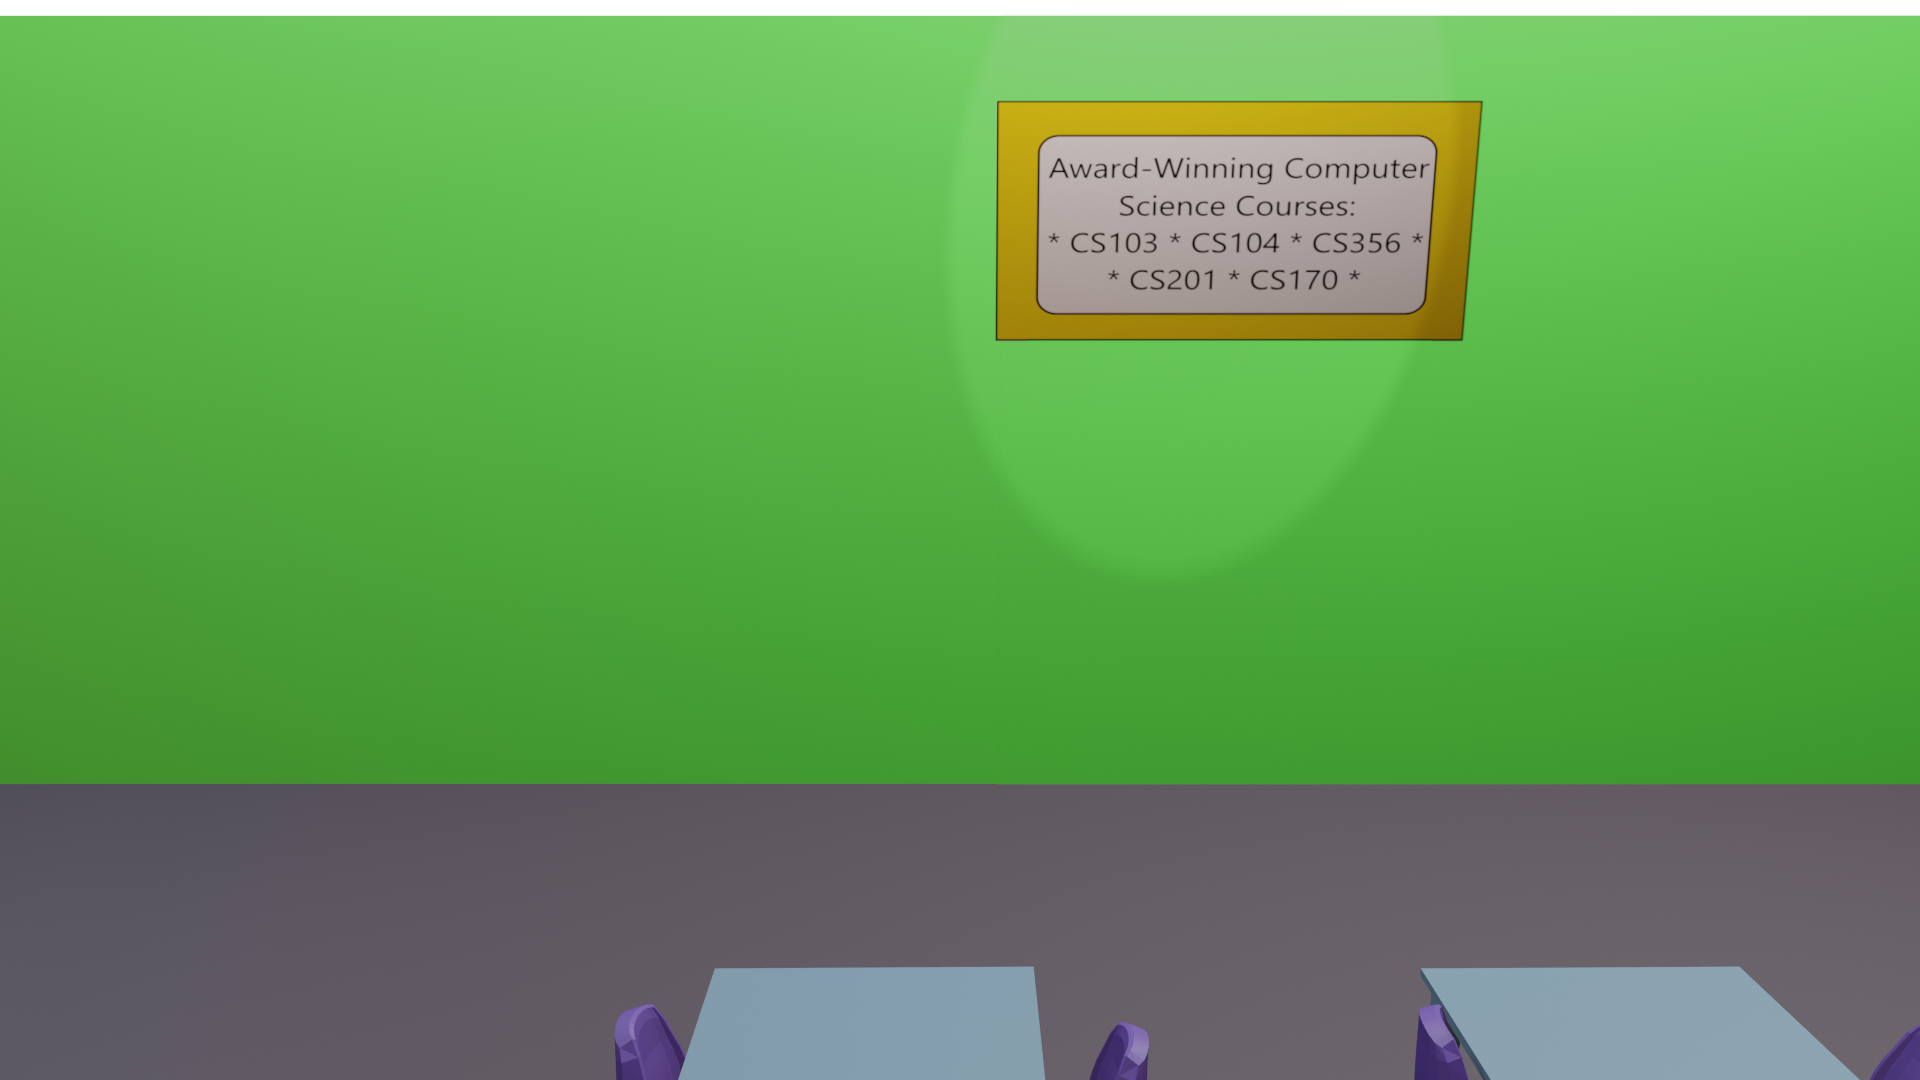 Award-Winning Computer
Science Courses:
* CS103 * CS104 * CS356 *
* CS201 * CS170 *